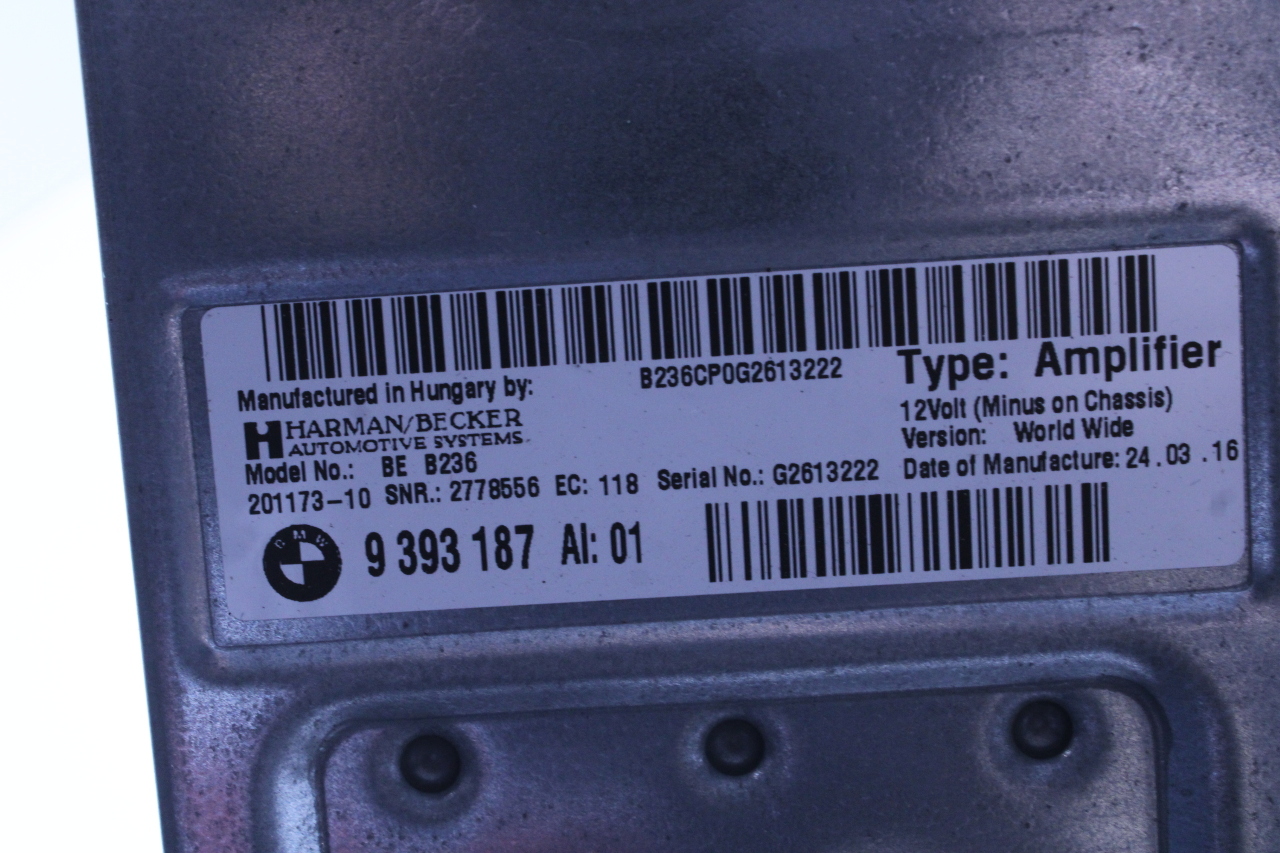 B236CP0G2613222
Manufactured in Hungary by:
HARMAN/BECKER
AUTOMOTIVE SYSTEMS
Model No.: BE B236
201173-10 SNR.: 2778556 EC: 118 Serial No.: G2613222
Type: Amplifier
12Volt (Minus on Chassis)
Version: World Wide
Date of Manufacture: 24.03.16
BMW 9 393 187 AI: 01